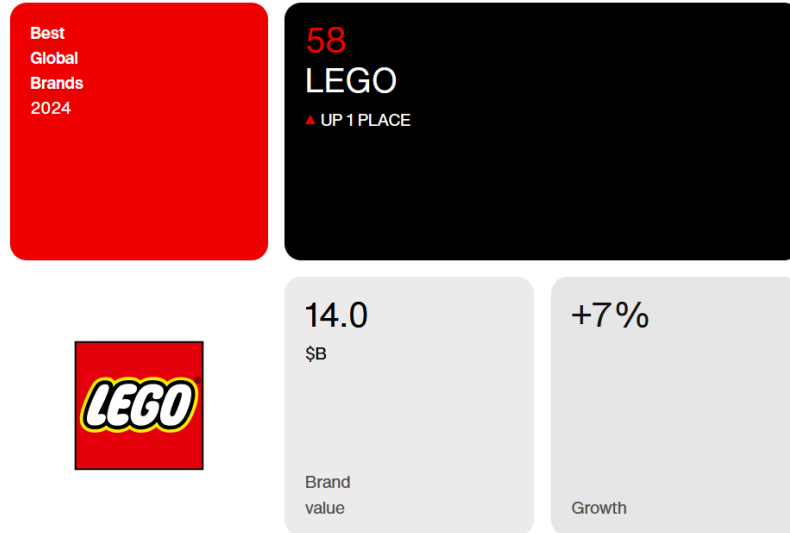 Best
Global
Brands
2024
58
LEGO
▲ UP 1 PLACE
LEGO®
14.0
$B
Brand
value
+7%
Growth